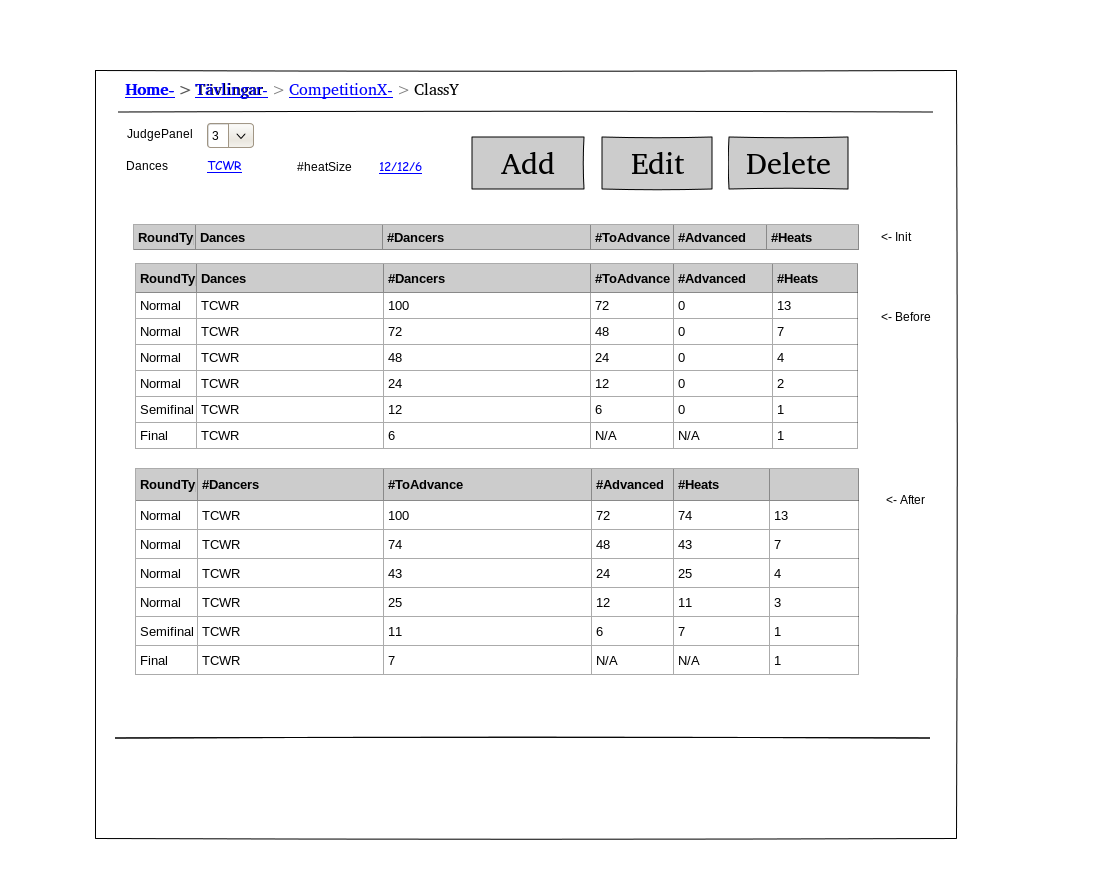 Home- > Tävlingar- > CompetitionX- > ClassY
JudgePanel 3
Dances TCWR #heatSize 12/12/6
Add Edit Delete
RoundTy Dances #Dancers #ToAdvance #Advanced #Heats <- Init
RoundTy Dances #Dancers #ToAdvance #Advanced #Heats
Normal TCWR 100 72 0 13
<- Before
Normal TCWR 72 48 0 7
Normal TCWR 48 24 0 4
Normal TCWR 24 12 0 2
Semifinal TCWR 12 6 0 1
Final TCWR 6 N/A N/A 1
RoundTy #Dancers #ToAdvance #Advanced #Heats
<- After
Normal TCWR 100 72 74 13
Normal TCWR 74 48 43 7
Normal TCWR 43 24 25 4
Normal TCWR 25 12 11 3
Semifinal TCWR 11 6 7 1
Final TCWR 7 N/A N/A 1